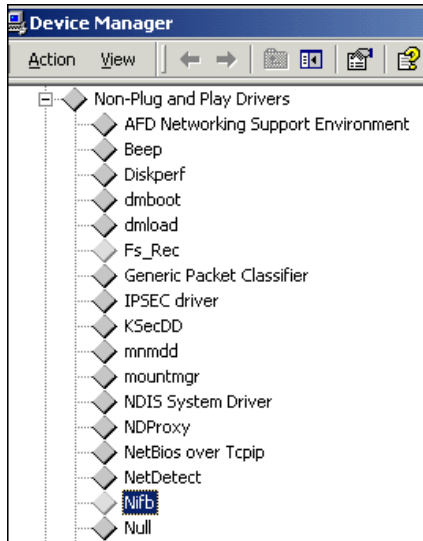 Device Manager
Action View
Non-Plug and Play Drivers
AFD Networking Support Environment
Beep
Diskperf
dmboot
dmload
Fs_Rec
Generic Packet Classifier
IPSEC driver
KSecDD
mnmdd
mountmgr
NDIS System Driver
NDProxy
NetBios over Tcpip
NetDetect
Nifb
Null